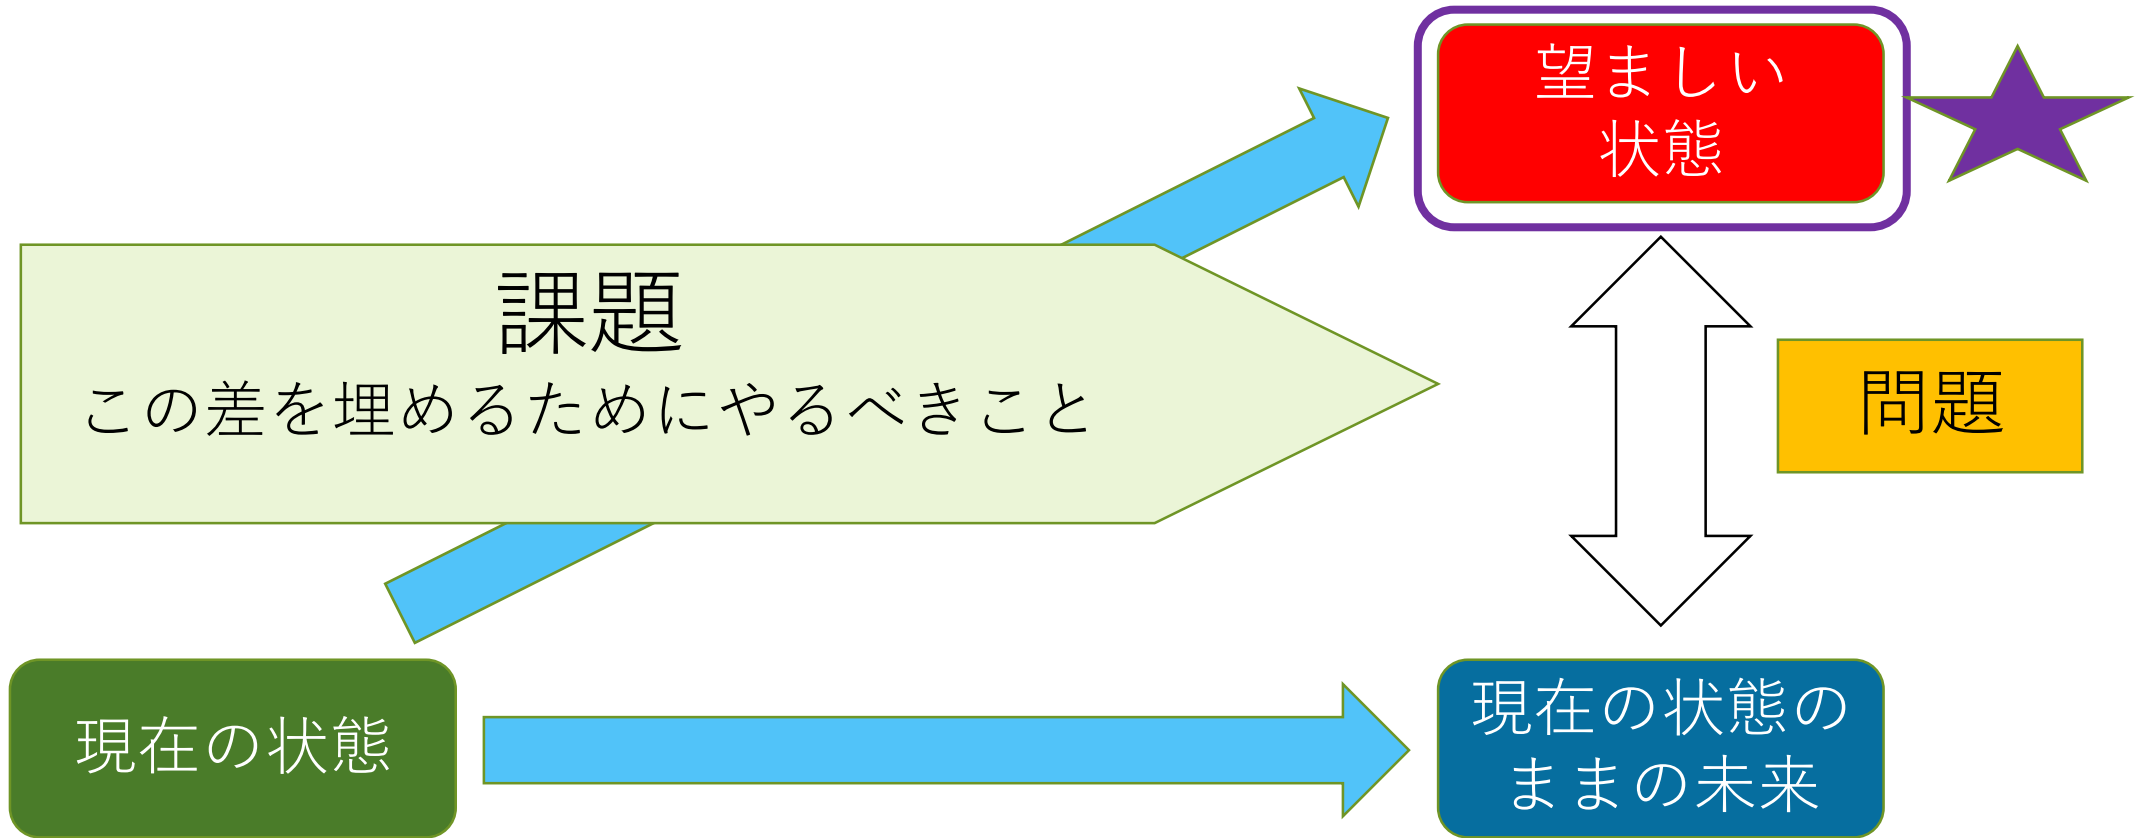 望ましい
状態
課題
この差を埋めるためにやるべきこと
問題
現在の状態
現在の状態の
ままの未来